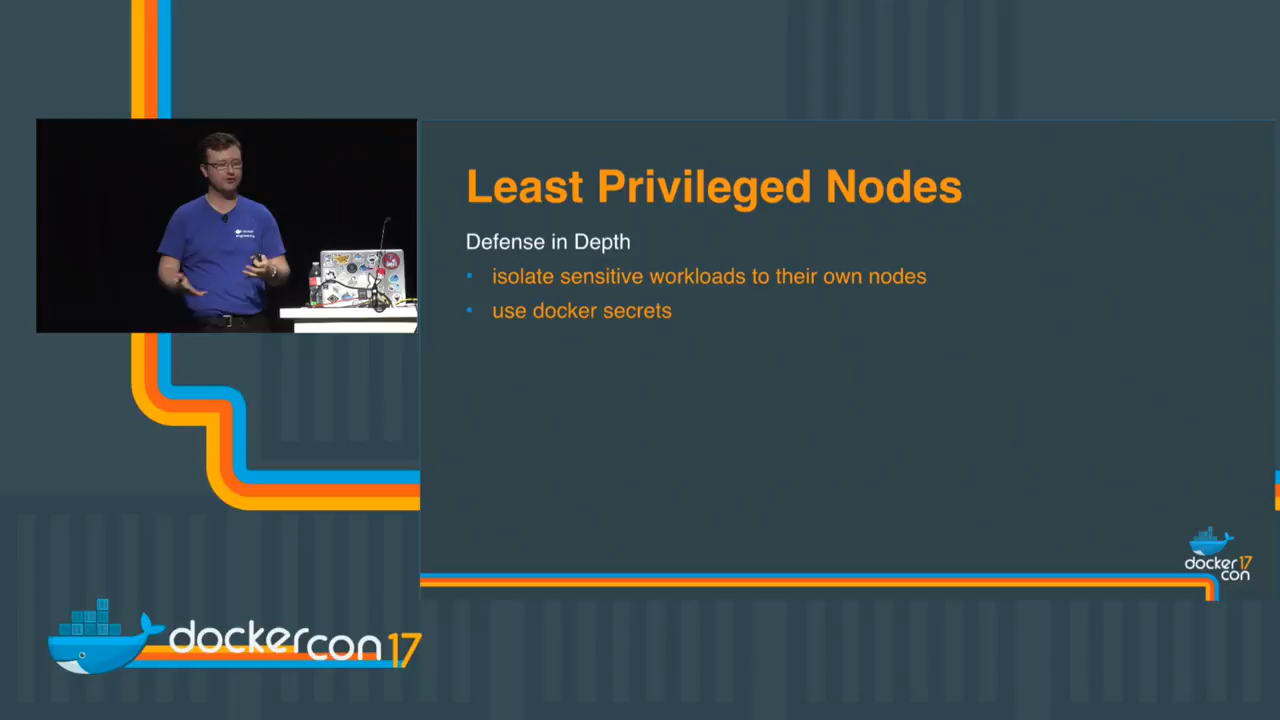 Least Privileged Nodes
Defense in Depth
• isolate sensitive workloads to their own nodes
• use docker secrets
docker 17
con
dockercon 17